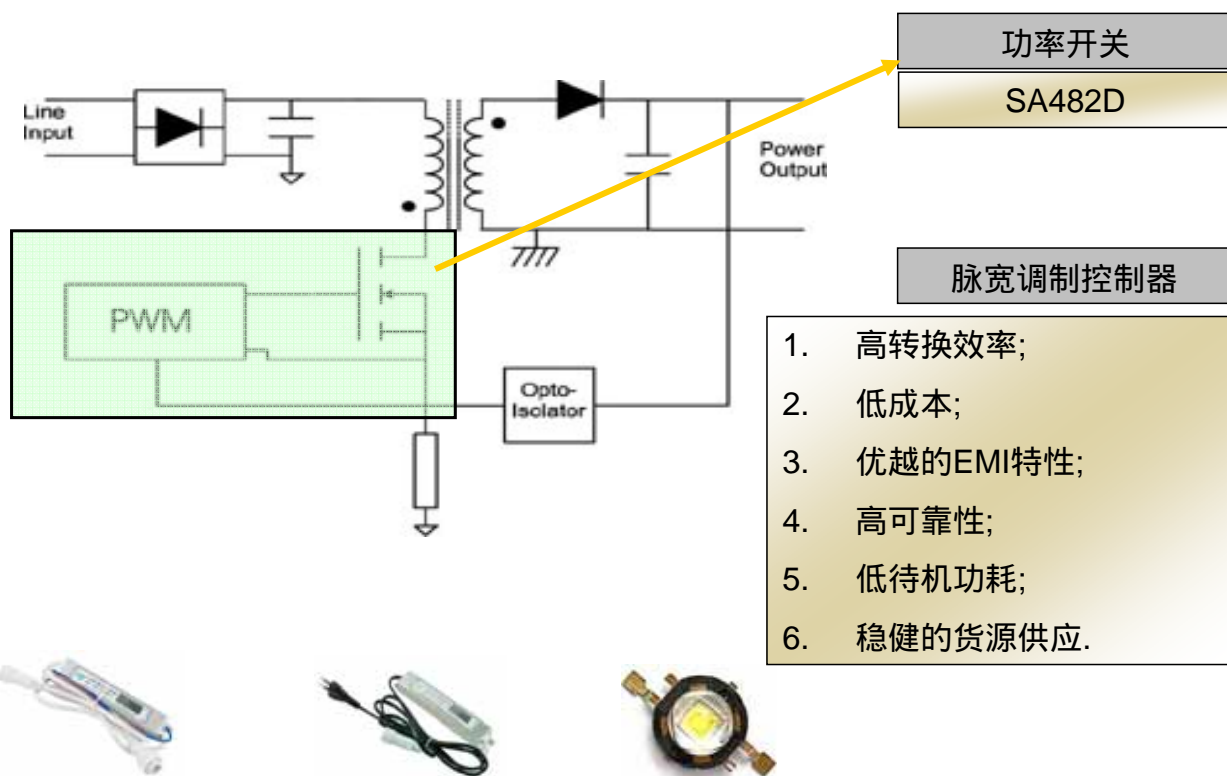 功率开关
SA482D
Line
Input
Power
Output
PWM
Opto-
Isolator
脉宽调制控制器
1. 高转换效率;
2. 低成本;
3. 优越的EMI特性;
4. 高可靠性;
5. 低待机功耗;
6. 稳健的货源供应.